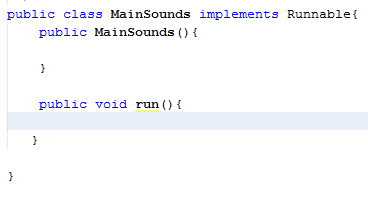 public class MainSounds implements Runnable{
public MainSounds(){
}
public void run(){
}
}